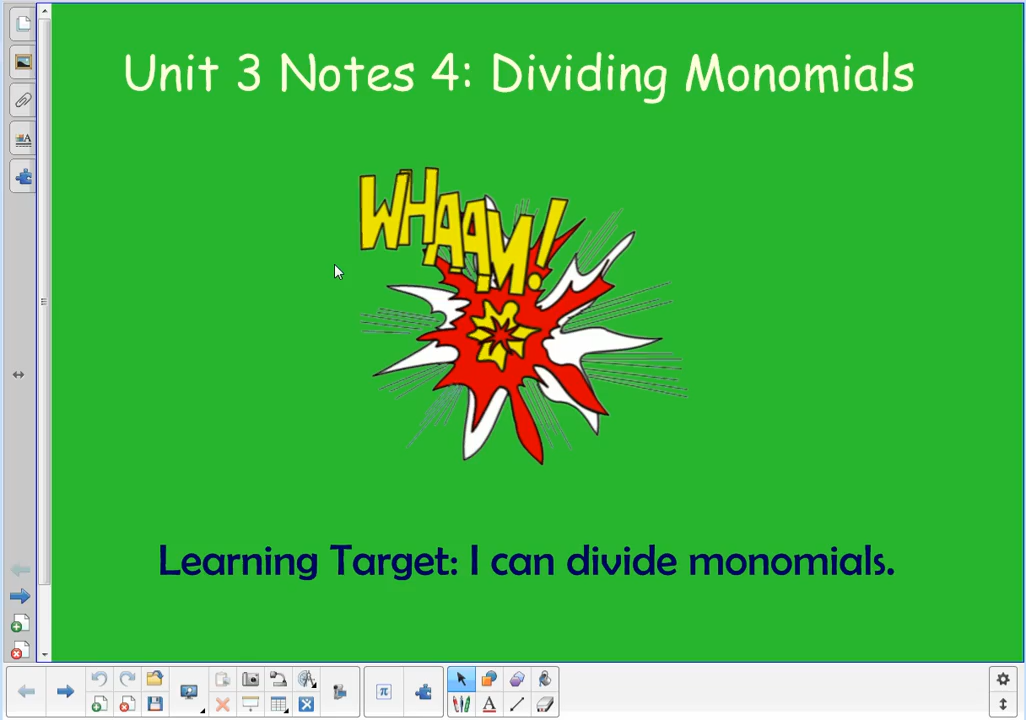 Unit 3 Notes 4: Dividing Monomials
WHAAM!
Learning Target: I can divide monomials.